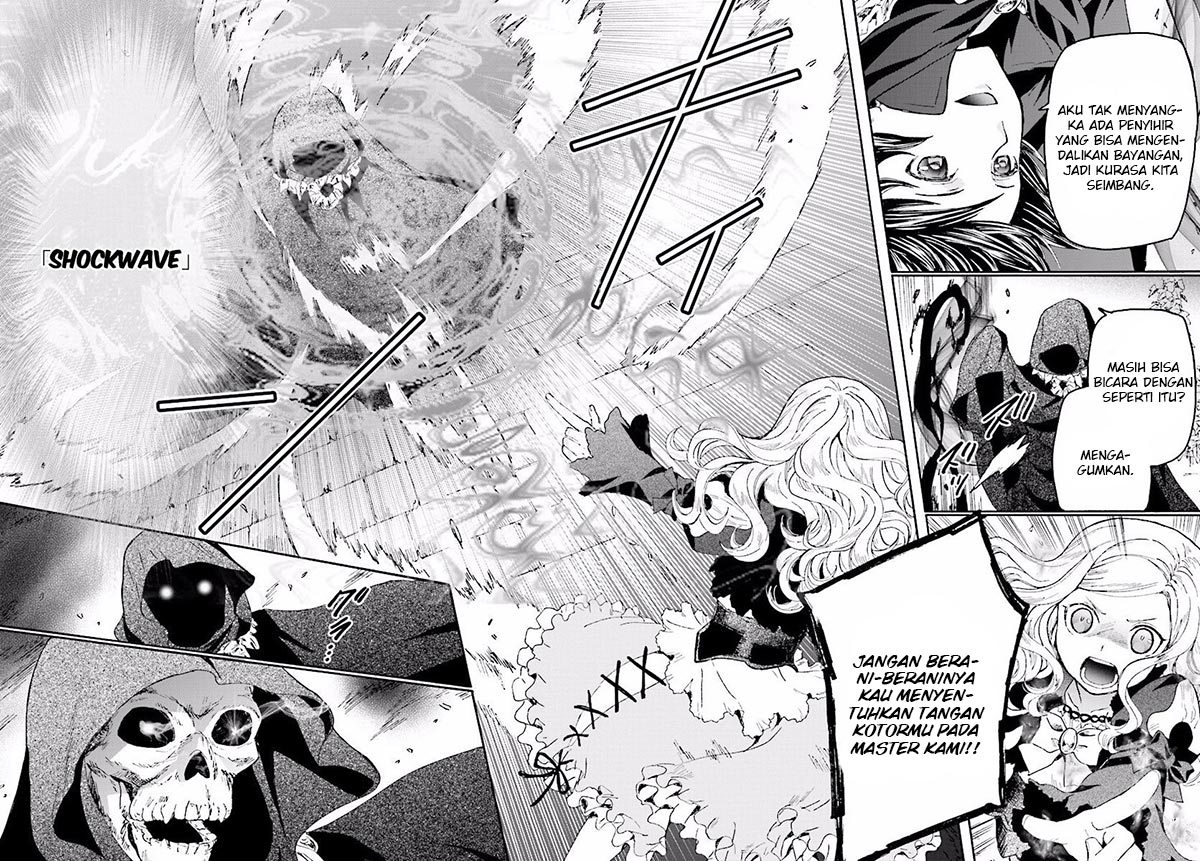 AKU TAK MENYANG-
KA ADA PENYIHIR
YANG BISA MENGEN-
DALIKAN BAYANGAN,
JADI KURASA KITA
SEIMBANG.
MASIH BISA
BICARA DENGAN
SEPERTI ITU?
MENGA-
GUMKAN.
JANGAN BERA-
NI-BERANINYA
KAU MENYEN-
TUHKAN TANGAN
KOTORMU PADA
MASTER KAMI!!
「SHOCKWAVE」